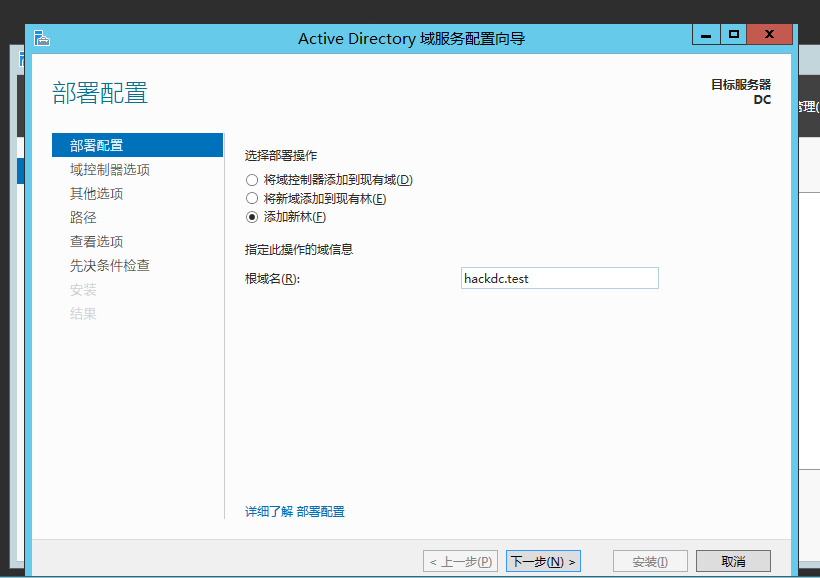 Active Directory 域服务配置向导
x
部署配置
目标服务器
DC
部署配置
域控制器选项
其他选项
路径
查看选项
先决条件检查
安装
结果
选择部署操作
将域控制器添加到现有域(D)
将新域添加到现有林(E)
添加新林(F)
指定此操作的域信息
根域名(R):
hackdc.test
详细了解 部署配置
< 上一步(P)
下一步(N) >
安装(I)
取消